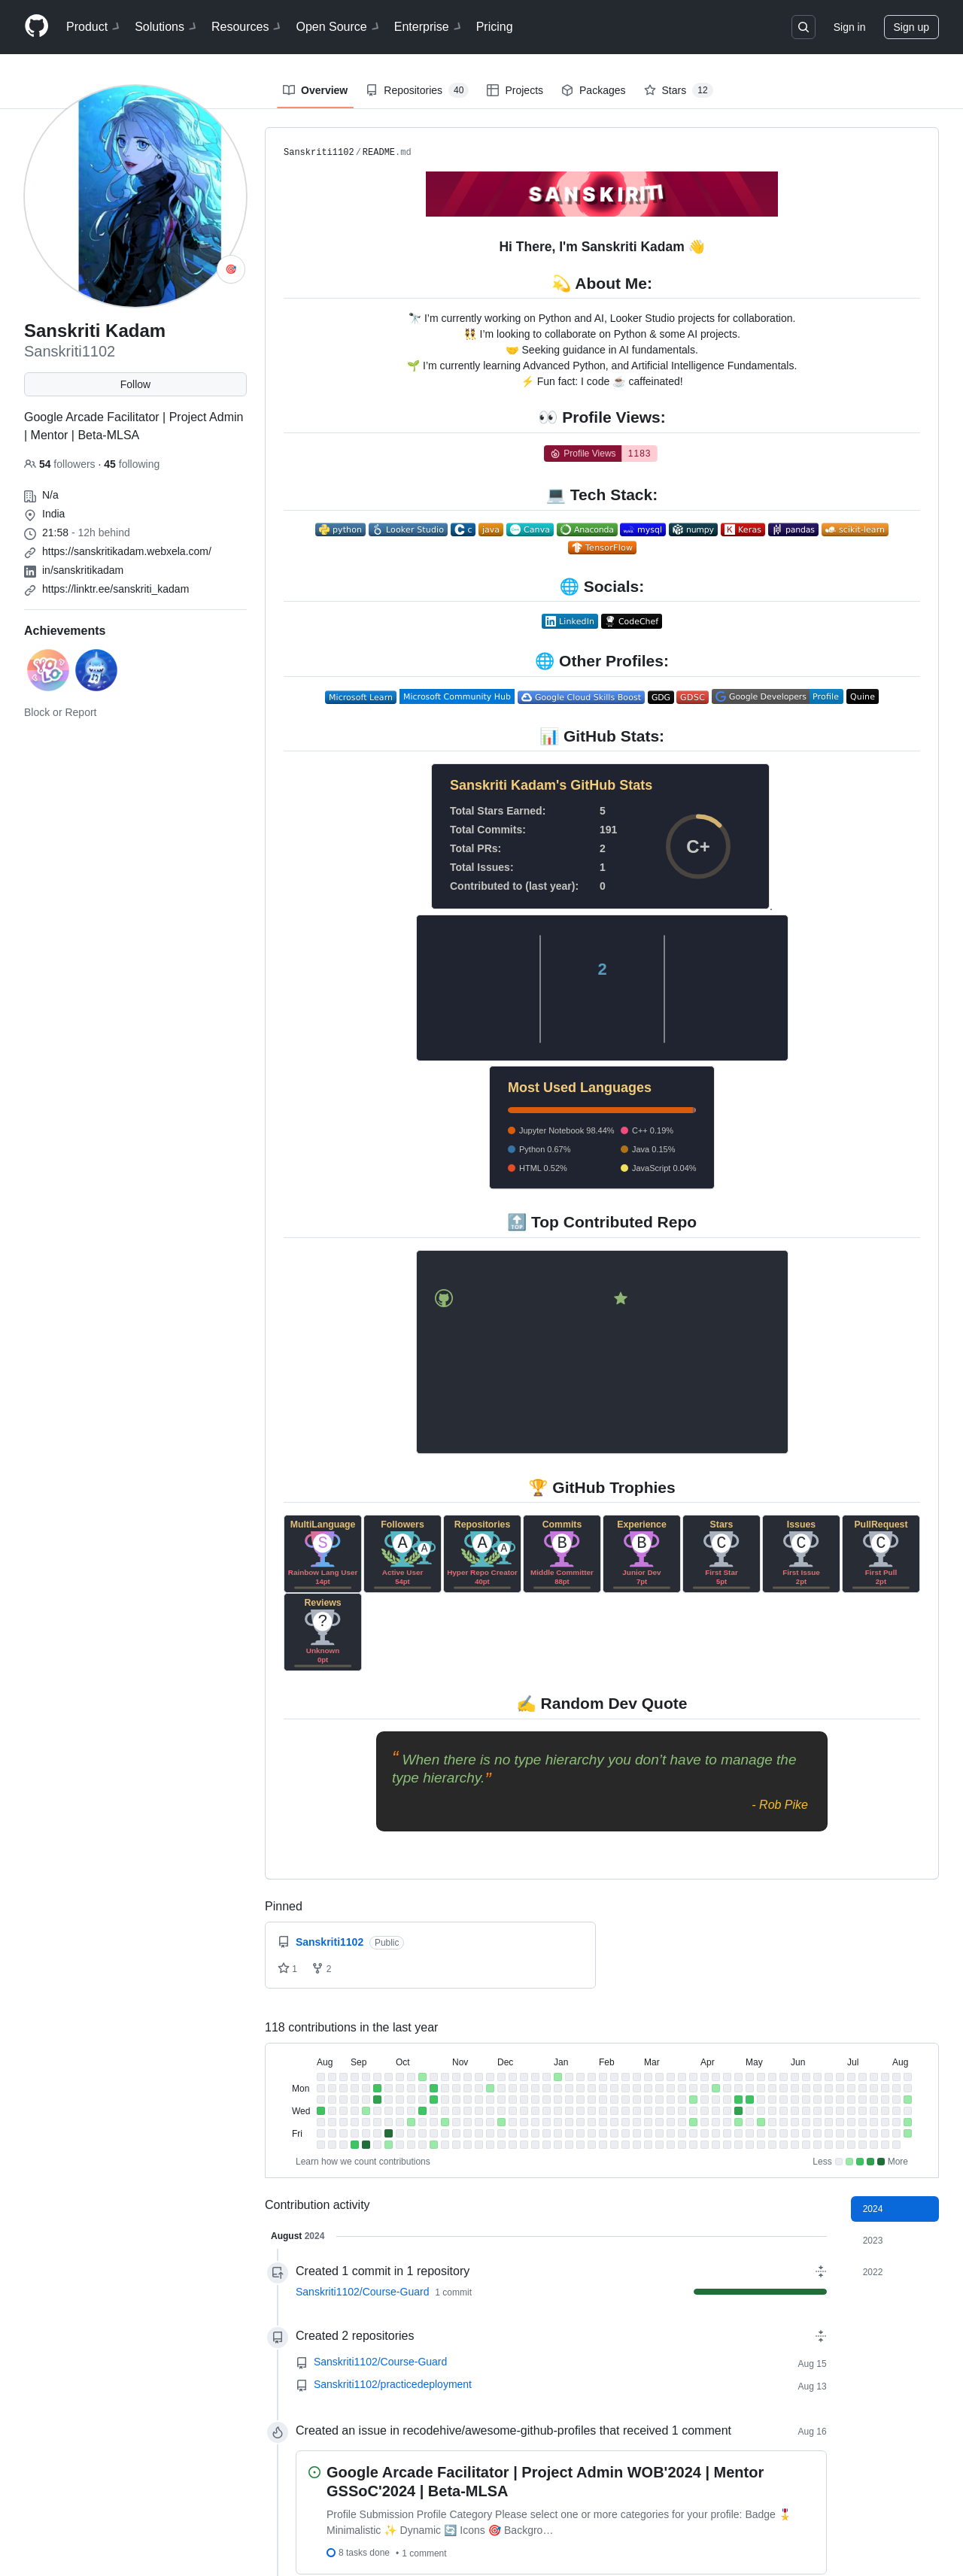 Product Solutions Resources Open Source Enterprise Pricing Sign in Sign up
Overview Repositories 40 Projects Packages Stars 12
Sanskriti Kadam
Sanskriti1102
Follow
Google Arcade Facilitator | Project Admin
| Mentor | Beta-MLSA
54 followers · 45 following
N/a
India
21:58 - 12h behind
https://sanskritikadam.webxela.com/
in/sanskritikadam
https://linktr.ee/sanskriti_kadam
Achievements
YOLO
Block or Report
Sanskriti1102/README.md
SANSKIRITI
Hi There, I'm Sanskriti Kadam 👋
💫 About Me:
🔭 I’m currently working on Python and AI, Looker Studio projects for collaboration.
👯 I’m looking to collaborate on Python & some AI projects.
🤝 Seeking guidance in AI fundamentals.
🌱 I’m currently learning Advanced Python, and Artificial Intelligence Fundamentals.
⚡ Fun fact: I code ☕ caffeinated!
👀 Profile Views:
Profile Views 1183
💻 Tech Stack:
python Looker Studio C java Canva Anaconda mysql numpy Keras pandas scikit-learn
TensorFlow
🌐 Socials:
LinkedIn CodeChef
🌐 Other Profiles:
Microsoft Learn Microsoft Community Hub Google Cloud Skills Boost GDG GDSC Google Developers Profile Quine
📊 GitHub Stats:
Sanskriti Kadam's GitHub Stats
Total Stars Earned: 5
Total Commits: 191
Total PRs: 2
Total Issues: 1
Contributed to (last year): 0
C+
2
Most Used Languages
Jupyter Notebook 98.44% C++ 0.19%
Python 0.67% Java 0.15%
HTML 0.52% JavaScript 0.04%
🔝 Top Contributed Repo
🏆 GitHub Trophies
MultiLanguage Followers Repositories Commits Experience Stars Issues PullRequest
S A A A A B B C C C
Rainbow Lang User Active User Hyper Repo Creator Middle Committer Junior Dev First Star First Issue First Pull
14pt 54pt 40pt 88pt 7pt 5pt 2pt 2pt
Reviews
?
Unknown
0pt
✍️ Random Dev Quote
“ When there is no type hierarchy you don’t have to manage the
type hierarchy.”
- Rob Pike
Pinned
Sanskriti1102 Public
1 2
118 contributions in the last year
Aug Sep Oct Nov Dec Jan Feb Mar Apr May Jun Jul Aug
Mon
Wed
Fri
Learn how we count contributions Less More
Contribution activity
2024
2023
2022
August 2024
Created 1 commit in 1 repository
Sanskriti1102/Course-Guard 1 commit
Created 2 repositories
Sanskriti1102/Course-Guard Aug 15
Sanskriti1102/practicedeployment Aug 13
Created an issue in recodehive/awesome-github-profiles that received 1 comment Aug 16
Google Arcade Facilitator | Project Admin WOB'2024 | Mentor
GSSoC'2024 | Beta-MLSA
Profile Submission Profile Category Please select one or more categories for your profile: Badge 🎖️
Minimalistic ✨ Dynamic 🔄 Icons 🎯 Backgro…
8 tasks done • 1 comment